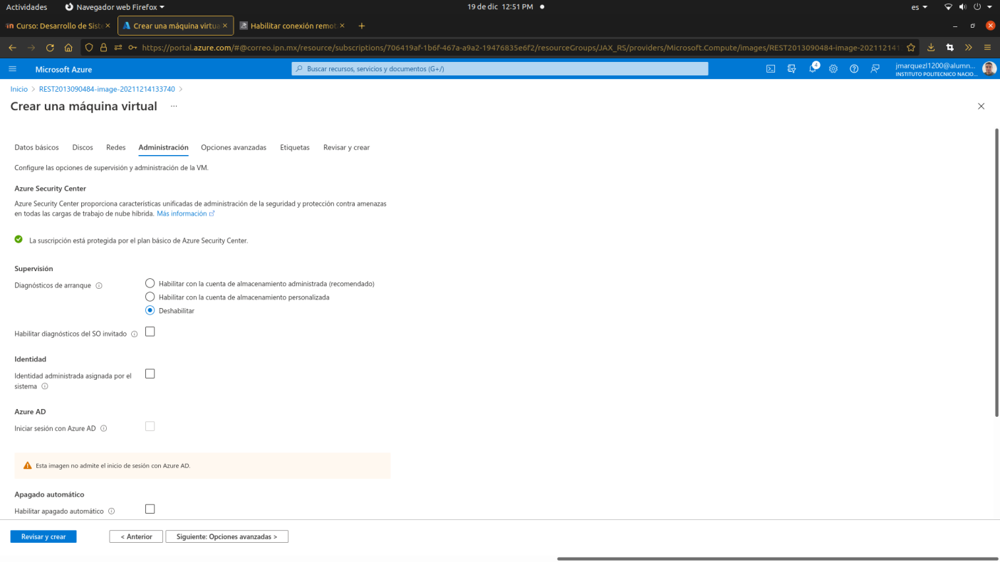 Actividades
Navegador web Firefox
19 de dic 12:51 PM
es
Curso: Desarrollo de Siste
Crear una máquina virtua
Habilitar conexión remot
https://portal.azure.com/#@correo.ipn.mx/resource/subscriptions/706419af-1b6f-467a-a9a2-19476835e6f2/resourceGroups/JAX_RS/providers/Microsoft.Compute/images/REST2013090484-image-202112141
Microsoft Azure
Buscar recursos, servicios y documentos (G+/)
4
jmarquezl1200@alumn...
INSTITUTO POLITECNICO NACIO...
Inicio > REST2013090484-image-20211214133740 >
Crear una máquina virtual ...
Datos básicos Discos Redes Administración Opciones avanzadas Etiquetas Revisar y crear
Configure las opciones de supervisión y administración de la VM.
Azure Security Center
Azure Security Center proporciona características unificadas de administración de la seguridad y protección contra amenazas
en todas las cargas de trabajo de nube híbrida. Más información
La suscripción está protegida por el plan básico de Azure Security Center.
Supervisión
Diagnósticos de arranque
Habilitar con la cuenta de almacenamiento administrada (recomendado)
Habilitar con la cuenta de almacenamiento personalizada
Deshabilitar
Habilitar diagnósticos del SO invitado
Identidad
Identidad administrada asignada por el
sistema
Azure AD
Iniciar sesión con Azure AD
Esta imagen no admite el inicio de sesión con Azure AD.
Apagado automático
Habilitar apagado automático
Revisar y crear
< Anterior
Siguiente: Opciones avanzadas >